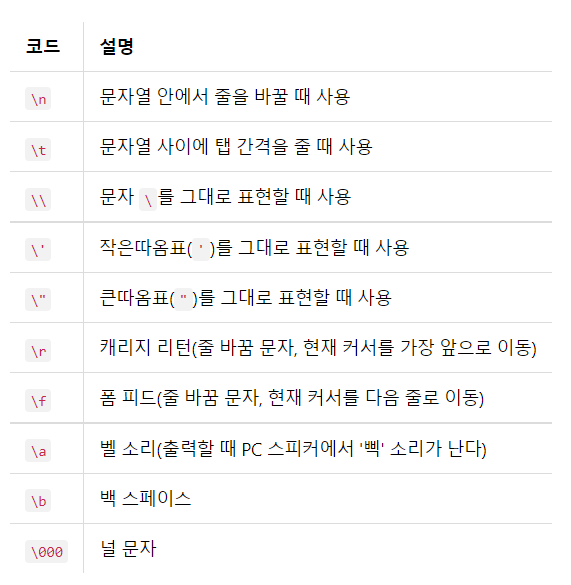 코드 설명
\n 문자열 안에서 줄을 바꿀 때 사용
\t 문자열 사이에 탭 간격을 줄 때 사용
\\ 문자 \를 그대로 표현할 때 사용
\' 작은따옴표(')를 그대로 표현할 때 사용
\" 큰따옴표(")를 그대로 표현할 때 사용
\r 캐리지 리턴(줄 바꿈 문자, 현재 커서를 가장 앞으로 이동)
\f 폼 피드(줄 바꿈 문자, 현재 커서를 다음 줄로 이동)
\a 벨 소리(출력할 때 PC 스피커에서 '삑' 소리가 난다)
\b 백 스페이스
\000 널 문자